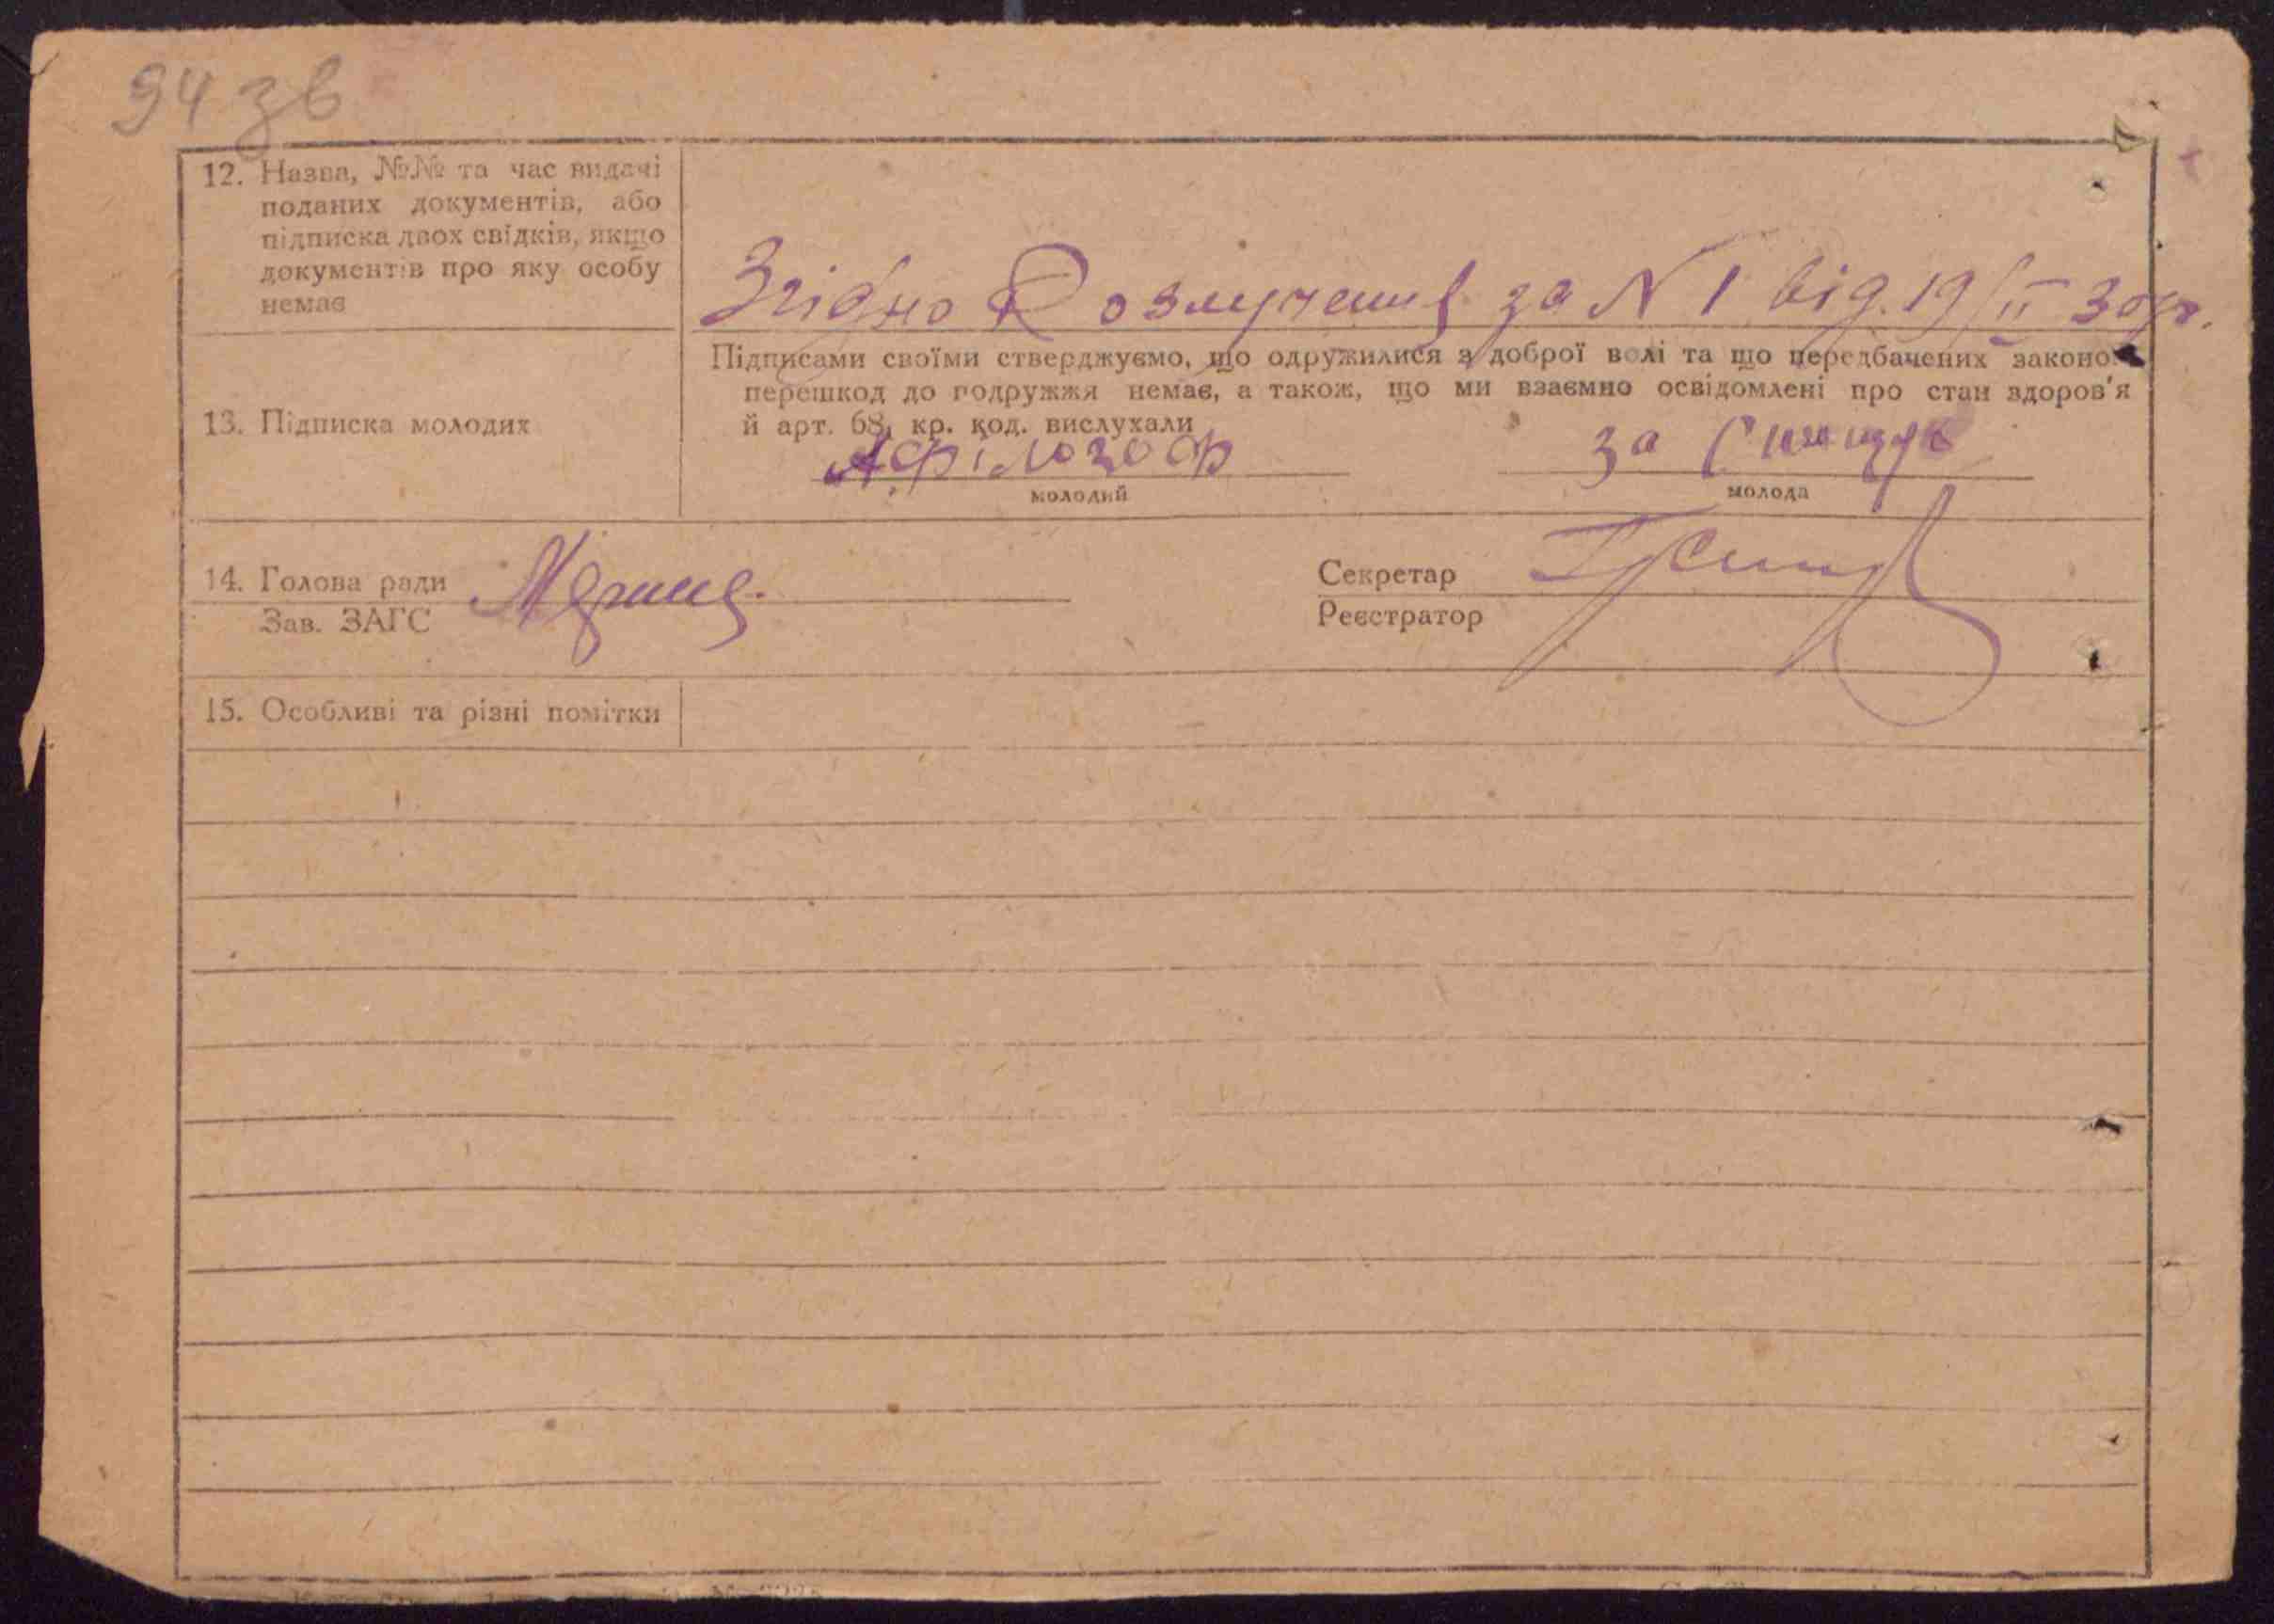 94 зв
12. Назва, №№ та час видачі
поданих документів, або
підписка двох свідків, якщо
документів про яку особу
немає
Згідно Розлучення за N 1 від. 19/II 30 р.
13. Підписка молодих
Підписами своїми стверджуємо, що одружилися з доброї волі та що передбачених законо
перешкод до подружжя немає, а також, що ми взаємно освідомлені про стан здоров'я
й арт. 68, кр. код. вислухали
А.Філозоф
молодий
за
молода
14. Голова ради
Зав. ЗАГС
Секретар
Реєстратор
15. Особливі та різні помітки